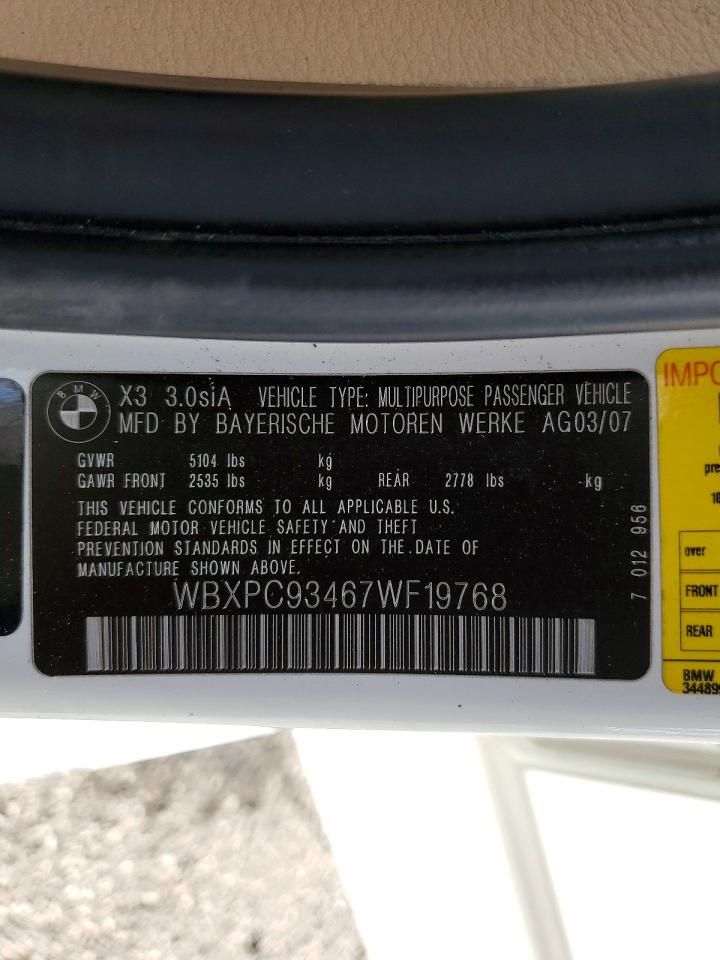 BMW
X3 3.0siA VEHICLE TYPE: MULTIPURPOSE PASSENGER VEHICLE
MFD BY BAYERISCHE MOTOREN WERKE AG03/07
GVWR 5104 lbs kg
GAWR FRONT 2535 lbs kg REAR 2778 lbs -kg
THIS VEHICLE CONFORMS TO ALL APPLICABLE U.S.
FEDERAL MOTOR VEHICLE SAFETY AND THEFT
PREVENTION STANDARDS IN EFFECT ON THE DATE OF
MANUFACTURE SHOWN ABOVE.
WBXPC93467WF19768
7 012 956
IMPO
pre
10
over
FRONT
REAR
BMW
34489